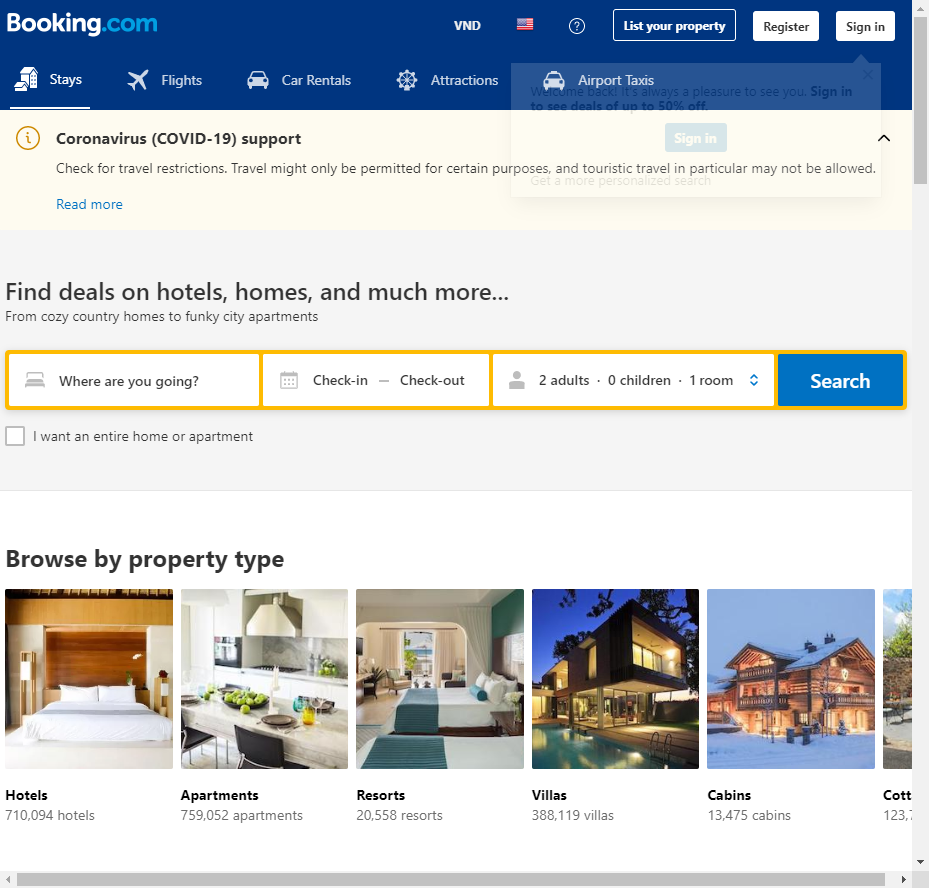 Booking.com
VND
List your property
Register
Sign in
Stays
Flights
Car Rentals
Attractions
Airport Taxis
Welcome back! It's always a pleasure to see you. Sign in
to see deals of up to 50% off.
Sign in
Get a more personalized search
Coronavirus (COVID-19) support
Check for travel restrictions. Travel might only be permitted for certain purposes, and touristic travel in particular may not be allowed.
Read more
Find deals on hotels, homes, and much more...
From cozy country homes to funky city apartments
Where are you going?
Check-in — Check-out
2 adults · 0 children · 1 room
Search
I want an entire home or apartment
Browse by property type
Hotels
710,094 hotels
Apartments
759,052 apartments
Resorts
20,558 resorts
Villas
388,119 villas
Cabins
13,475 cabins
Cott
123,7